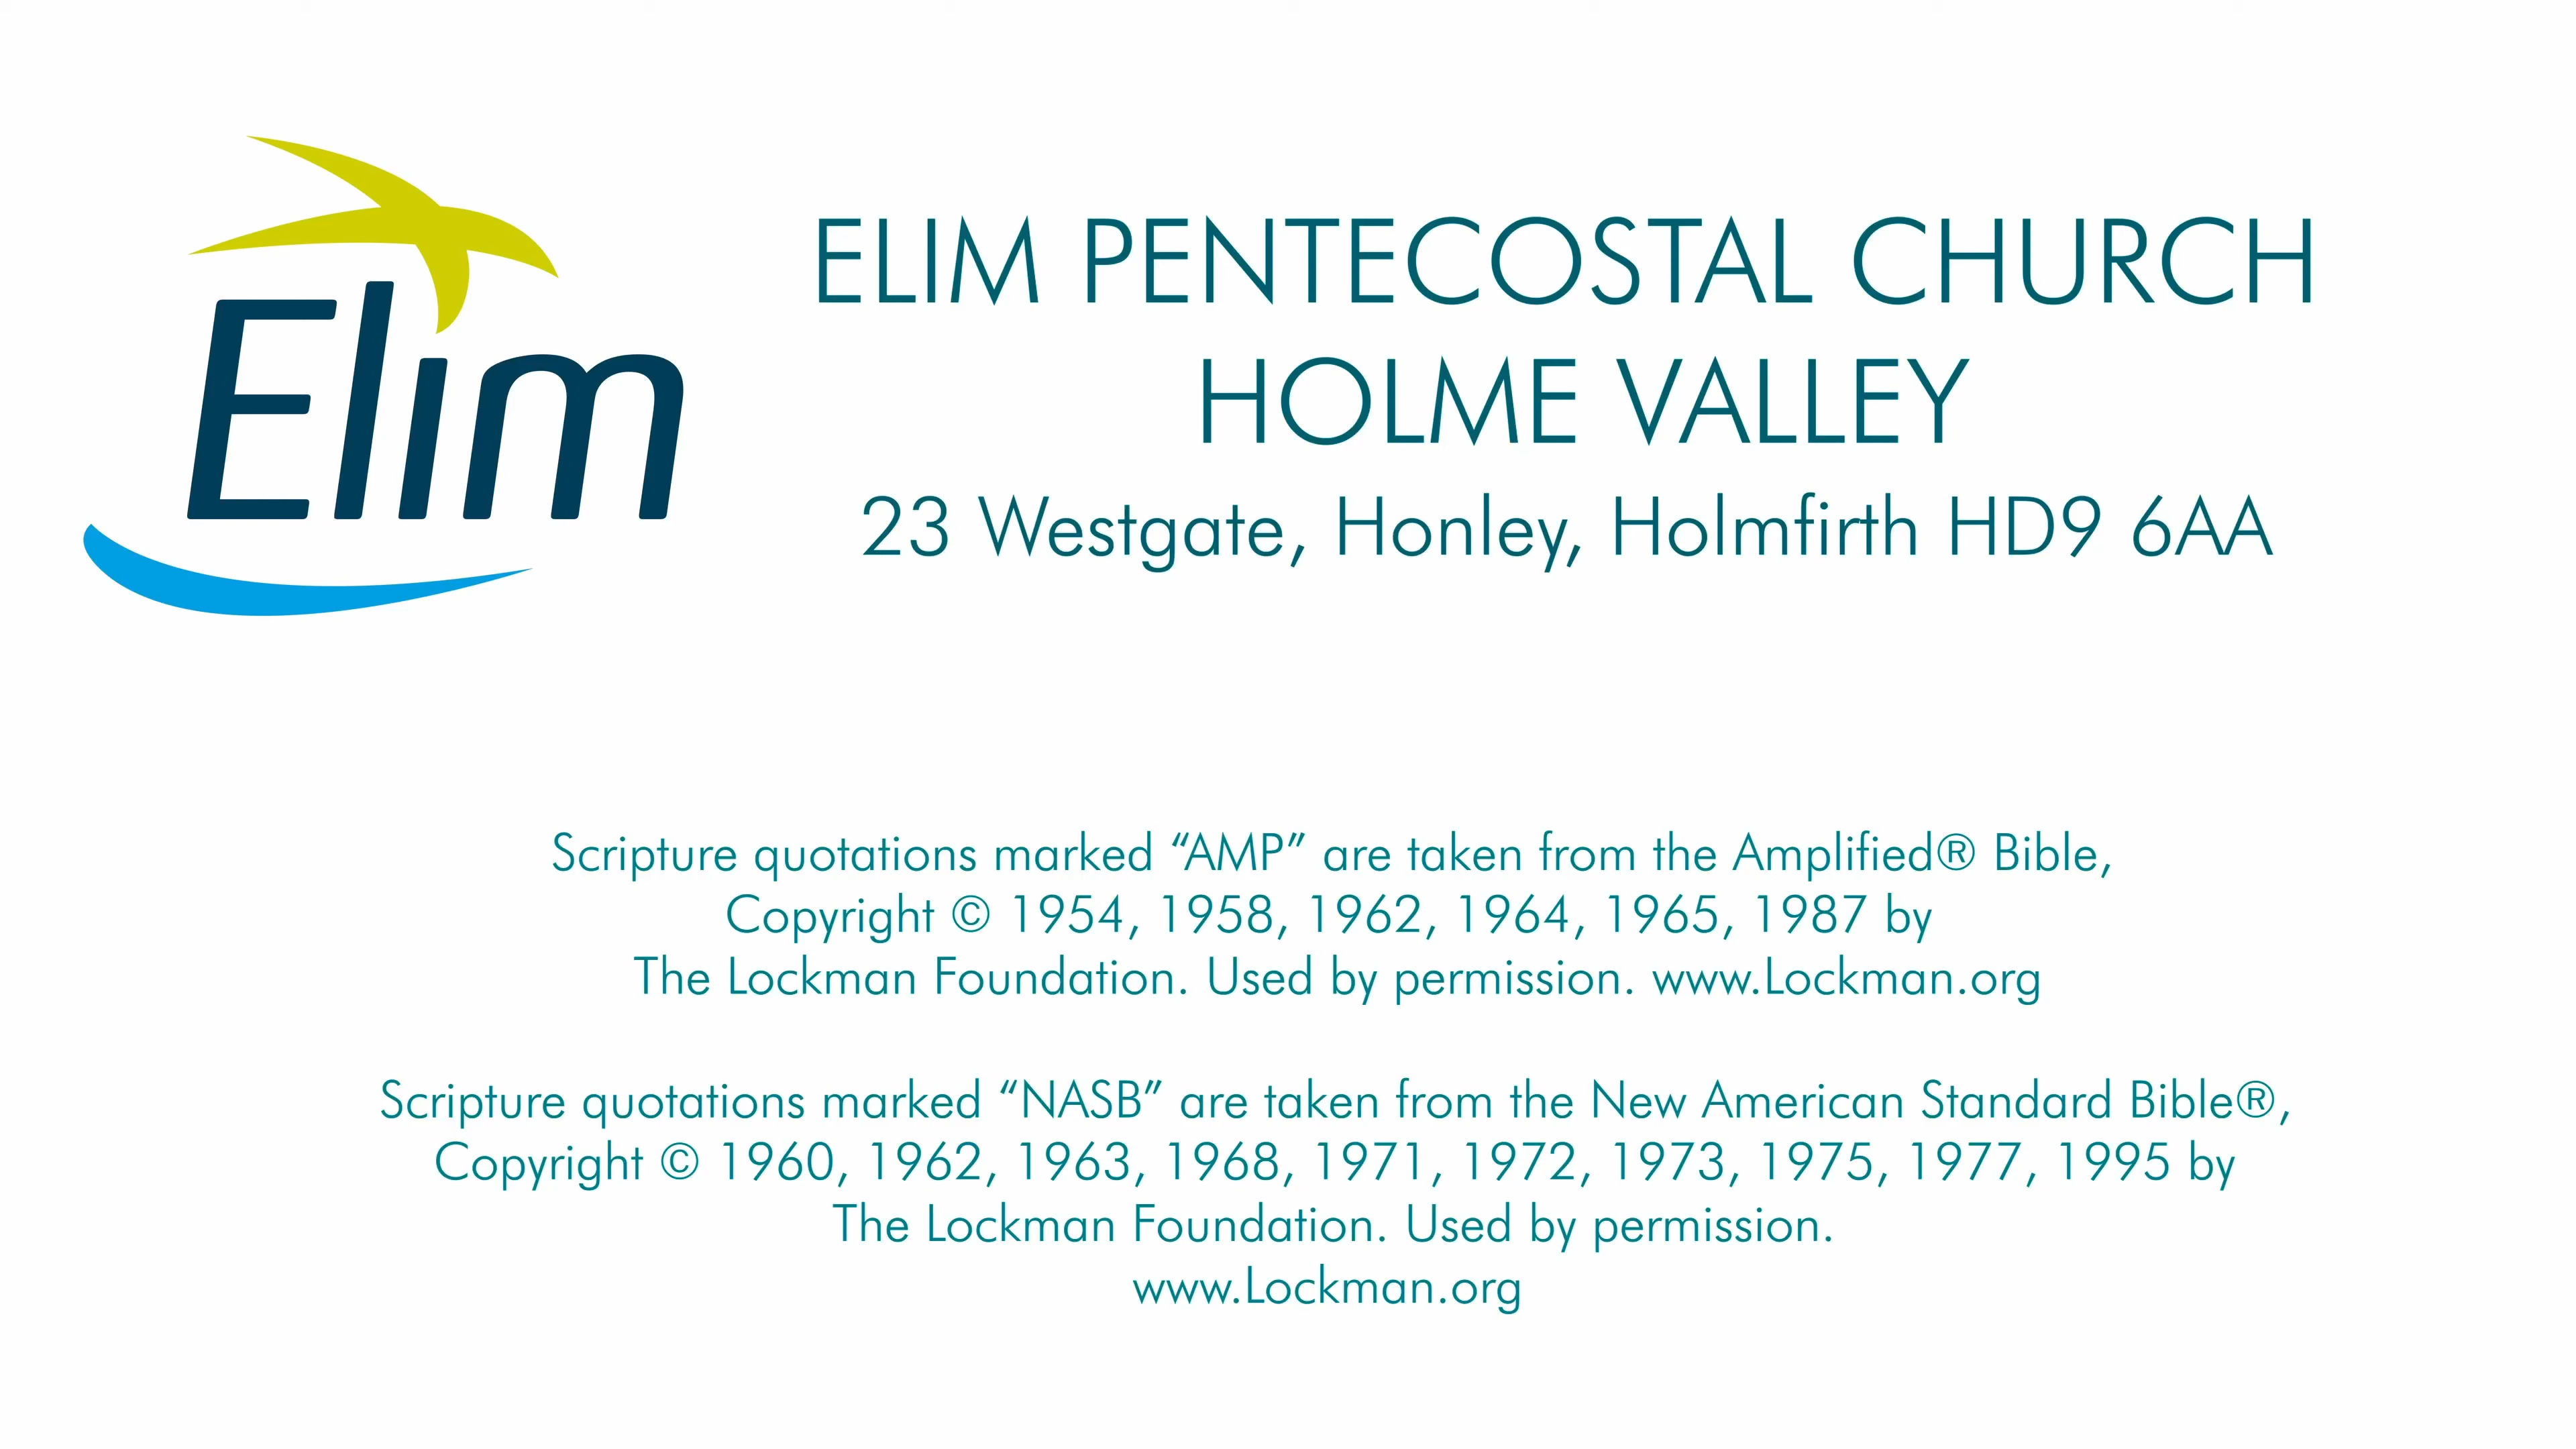 Elim
ELIM PENTECOSTAL CHURCH
HOLME VALLEY
23 Westgate, Honley, Holmfirth HD9 6AA
Scripture quotations marked “AMP” are taken from the Amplified® Bible,
Copyright © 1954, 1958, 1962, 1964, 1965, 1987 by
The Lockman Foundation. Used by permission. www.Lockman.org
Scripture quotations marked “NASB” are taken from the New American Standard Bible®,
Copyright © 1960, 1962, 1963, 1968, 1971, 1972, 1973, 1975, 1977, 1995 by
The Lockman Foundation. Used by permission.
www.Lockman.org